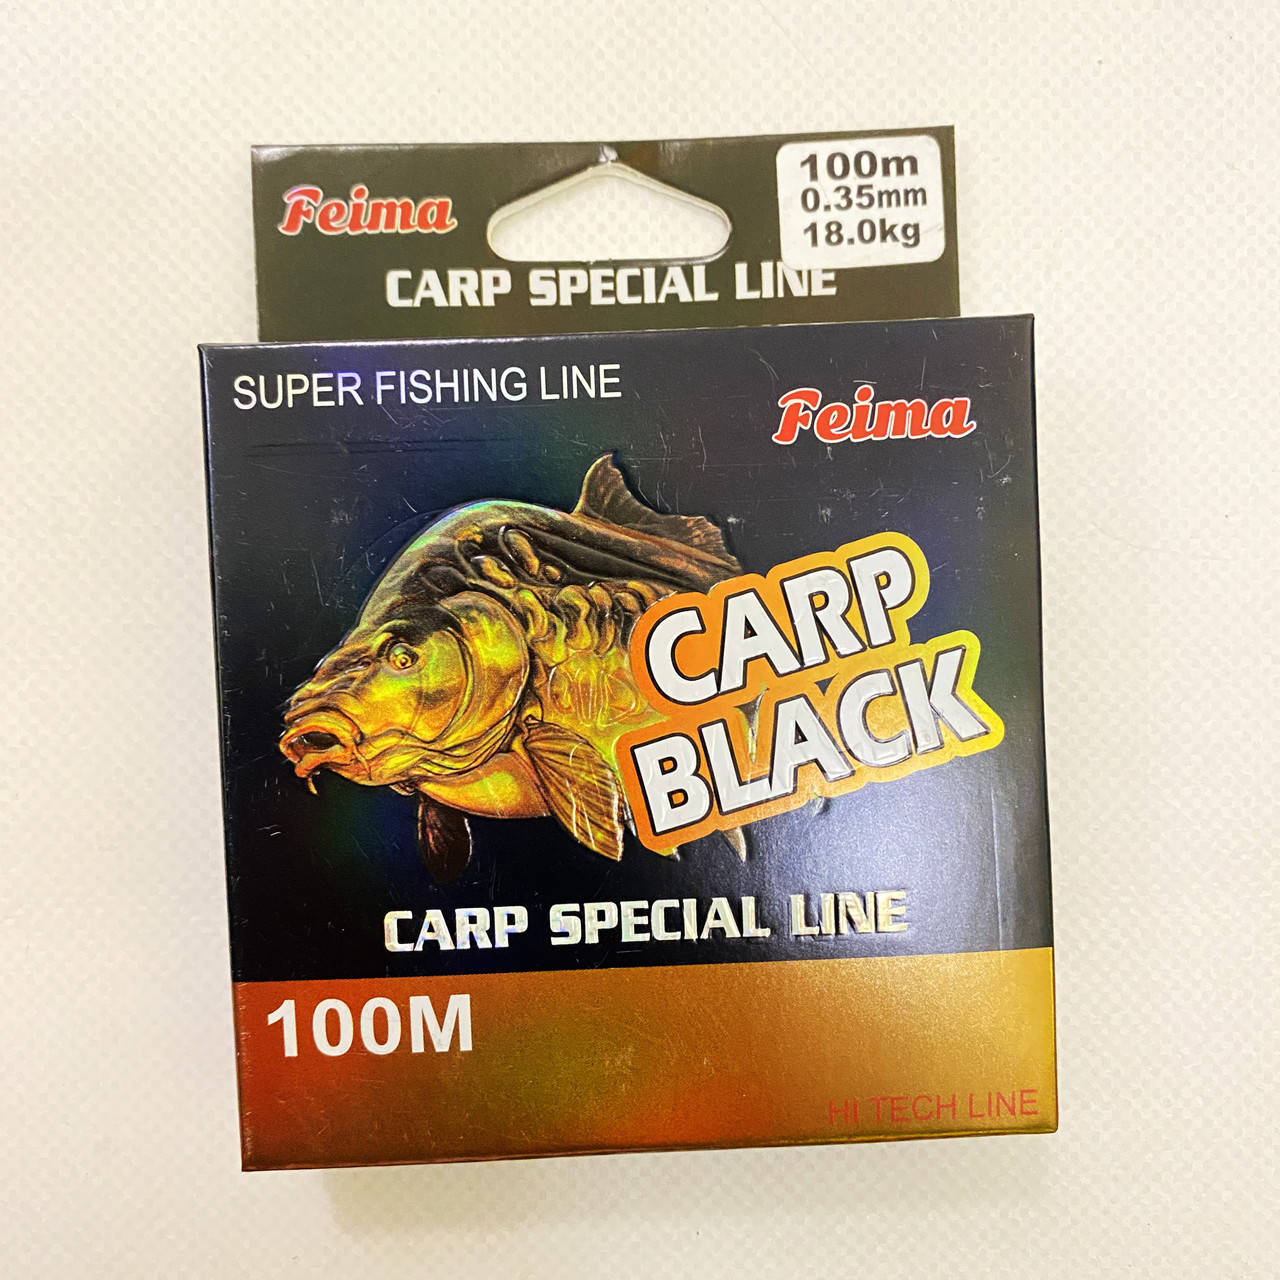 Feima
100m
0.35mm
18.0kg
CARP SPECIAL LINE
SUPER FISHING LINE
Feima
CARP
BLACK
CARP SPECIAL LINE
100M
HI TECH LINE